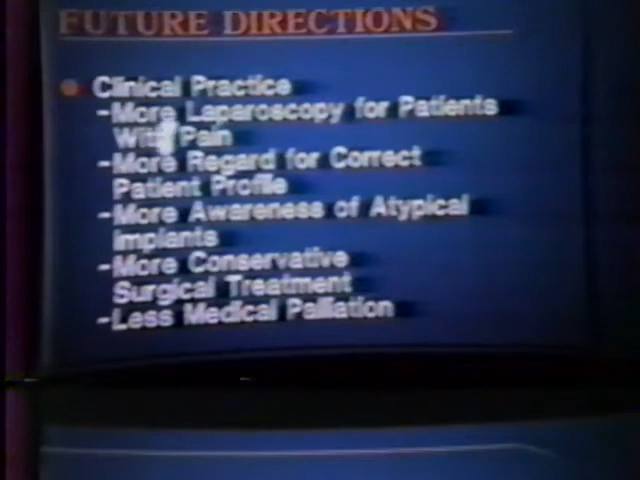 FUTURE DIRECTIONS
Clinical Practice
-More Laparoscopy for Patients
With Pain
-More Regard for Correct
Patient Profile
-More Awareness of Atypical
Implants
-More Conservative
Surgical Treatment
-Less Medical Palliation